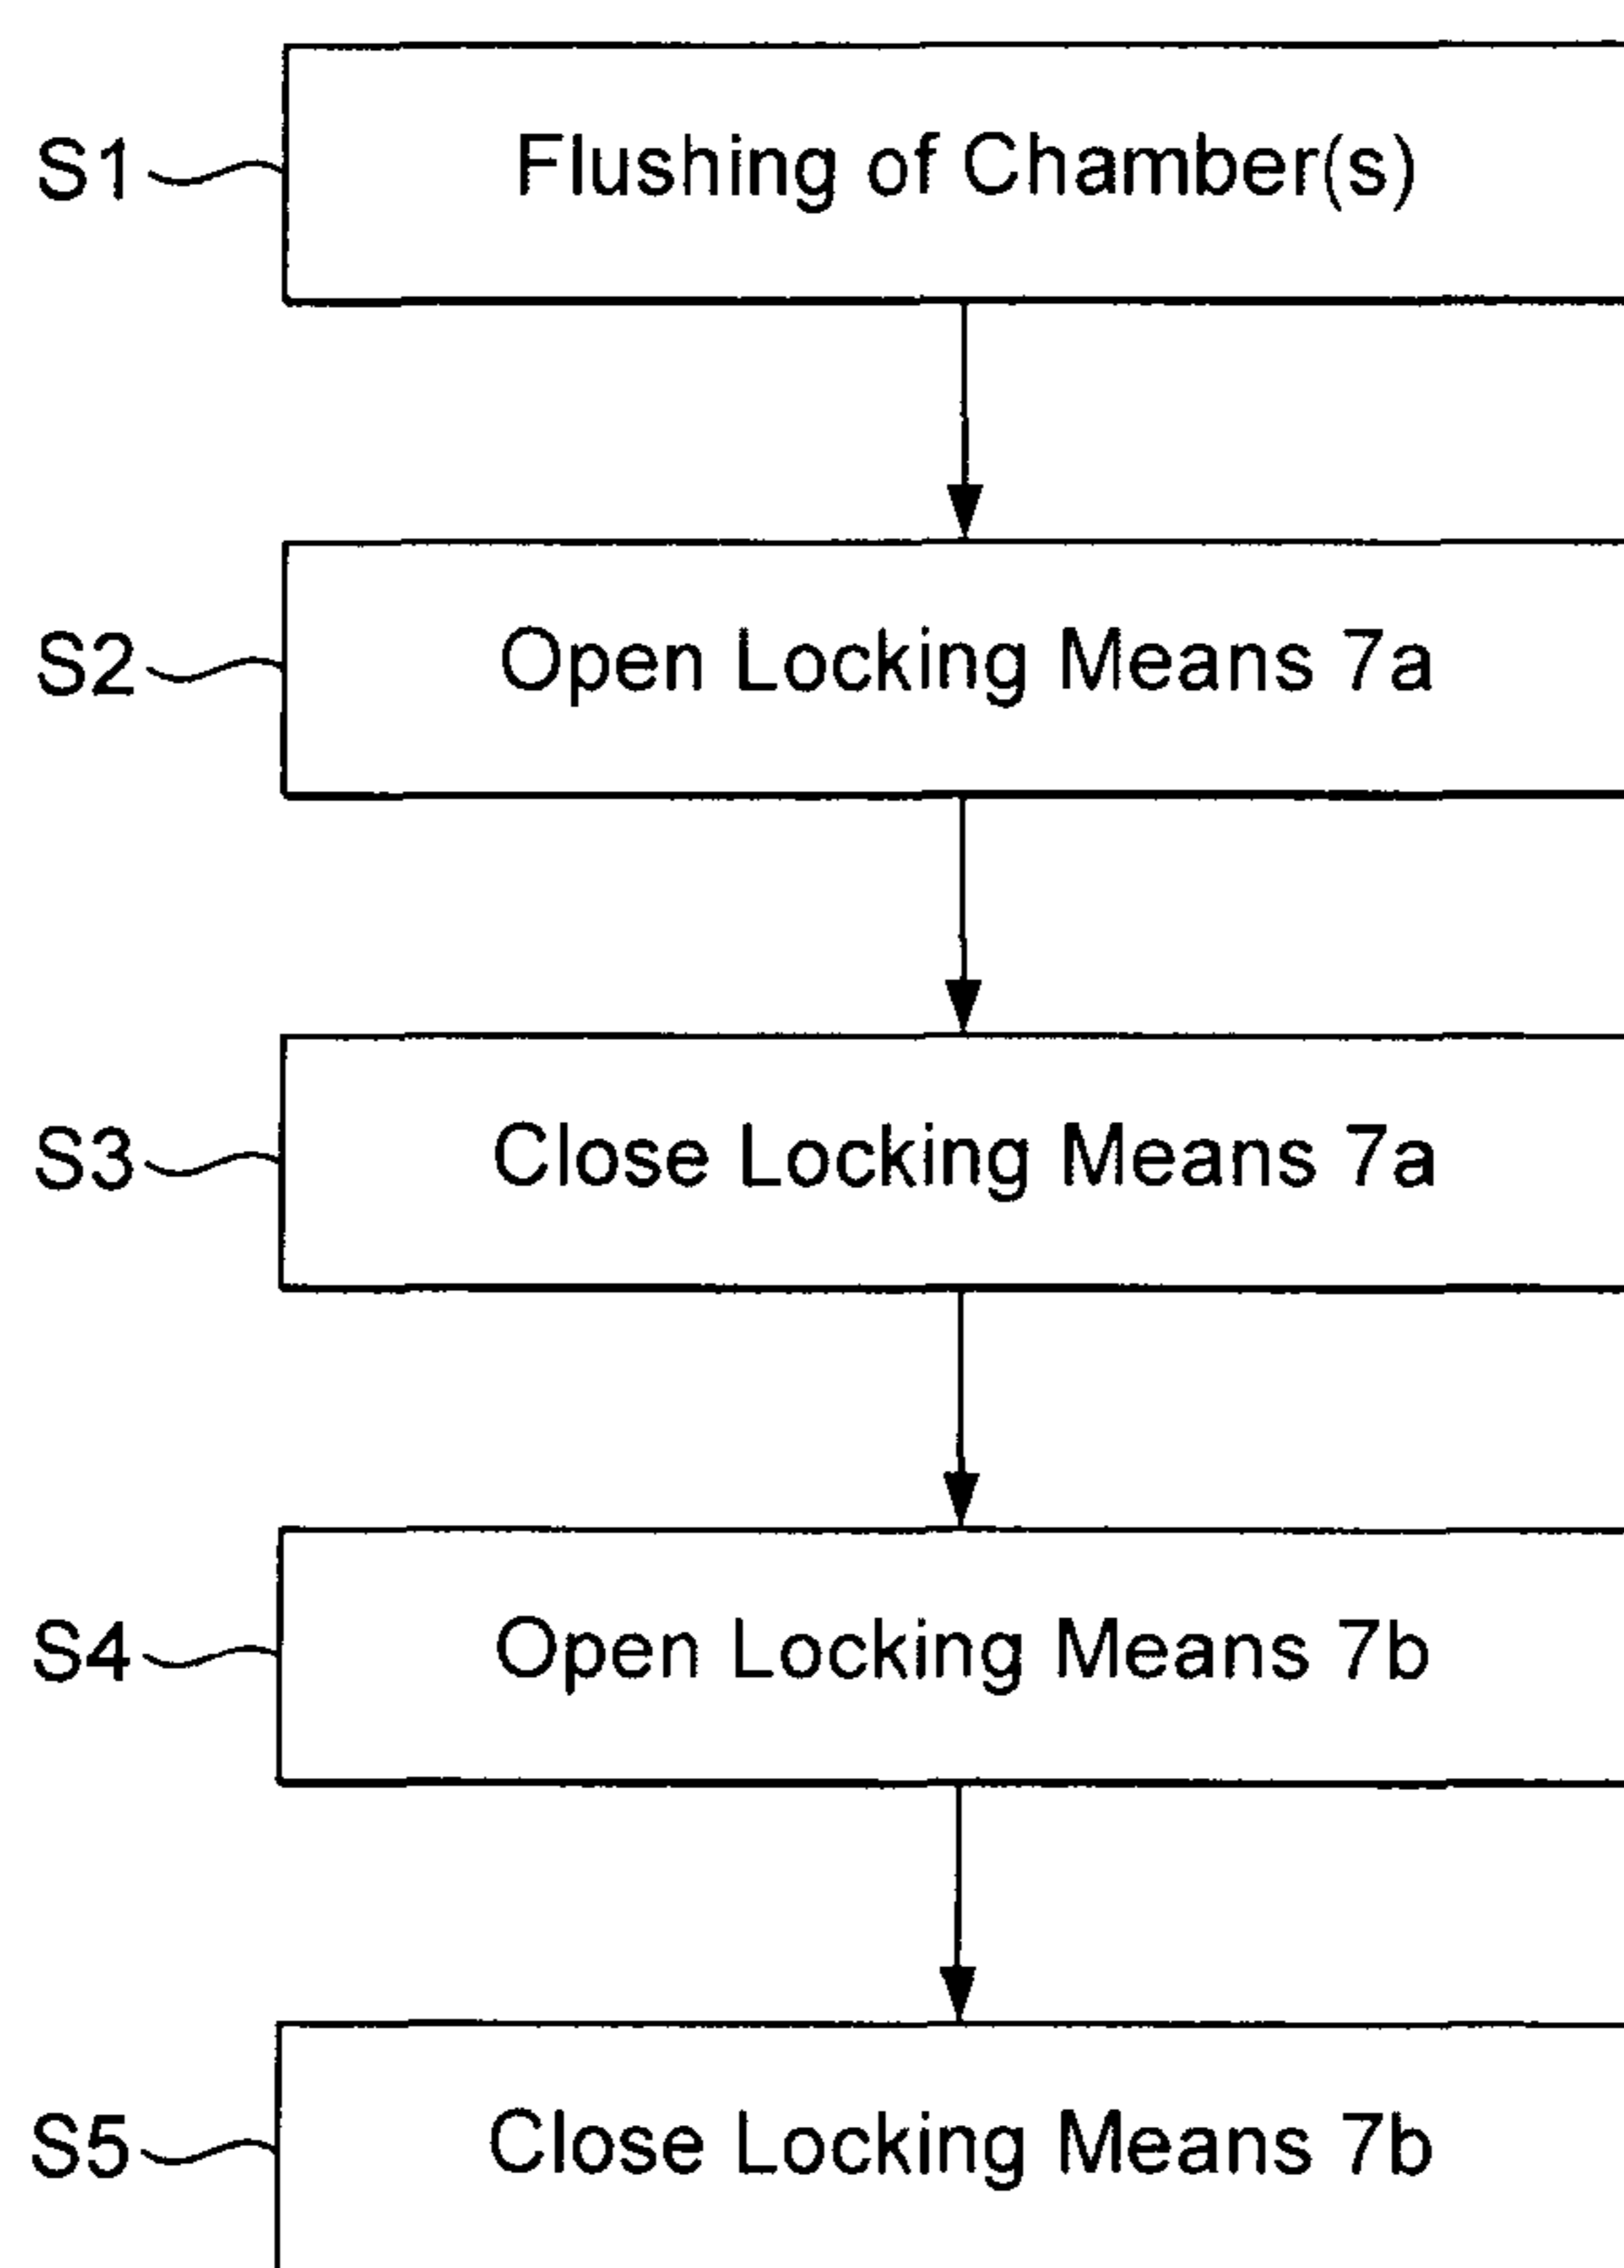 S1 Flushing of Chamber(s)
S2 Open Locking Means 7a
S3 Close Locking Means 7a
S4 Open Locking Means 7b
S5 Close Locking Means 7b